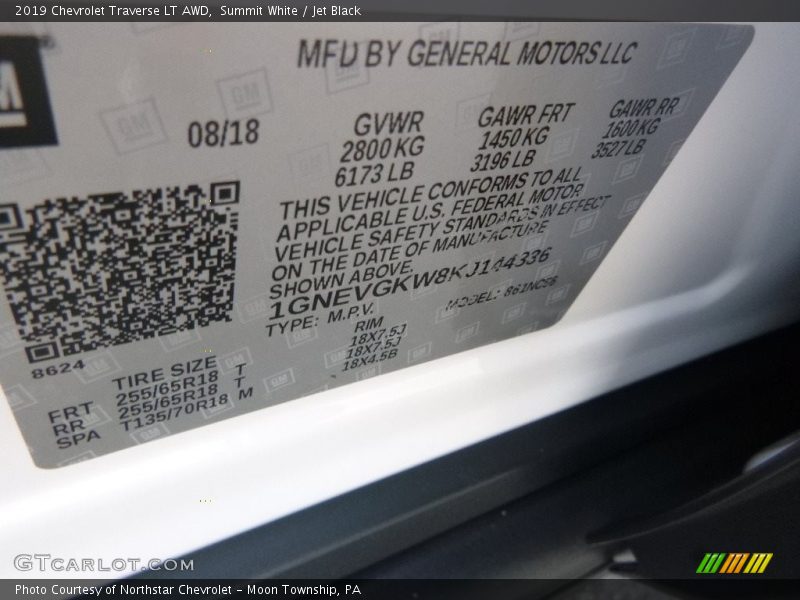 2019 Chevrolet Traverse LT AWD,  Summit White / Jet Black
MFD BY GENERAL MOTORS LLC
GM
08/18
GVWR
2800 KG
6173 LB
GAWR FRT
1450 KG
3196 LB
GAWR RR
1600 KG
3527 LB
THIS VEHICLE CONFORMS TO ALL
APPLICABLE U.S. FEDERAL MOTOR
VEHICLE SAFETY STANDARDS IN EFFECT
ON THE DATE OF MANUFACTURE
SHOWN ABOVE.
1GNEVGKW8KJ144336
TYPE: M.P.V.
MODEL:
8624
TIRE SIZE
RIM
FRT 255/65R18 T 18X7.5J
RR 255/65R18 T 18X7.5J
SPA T135/70R18 M 18X4.5B
GTcarlot.com
Photo Courtesy of Northstar Chevrolet - Moon Township, PA